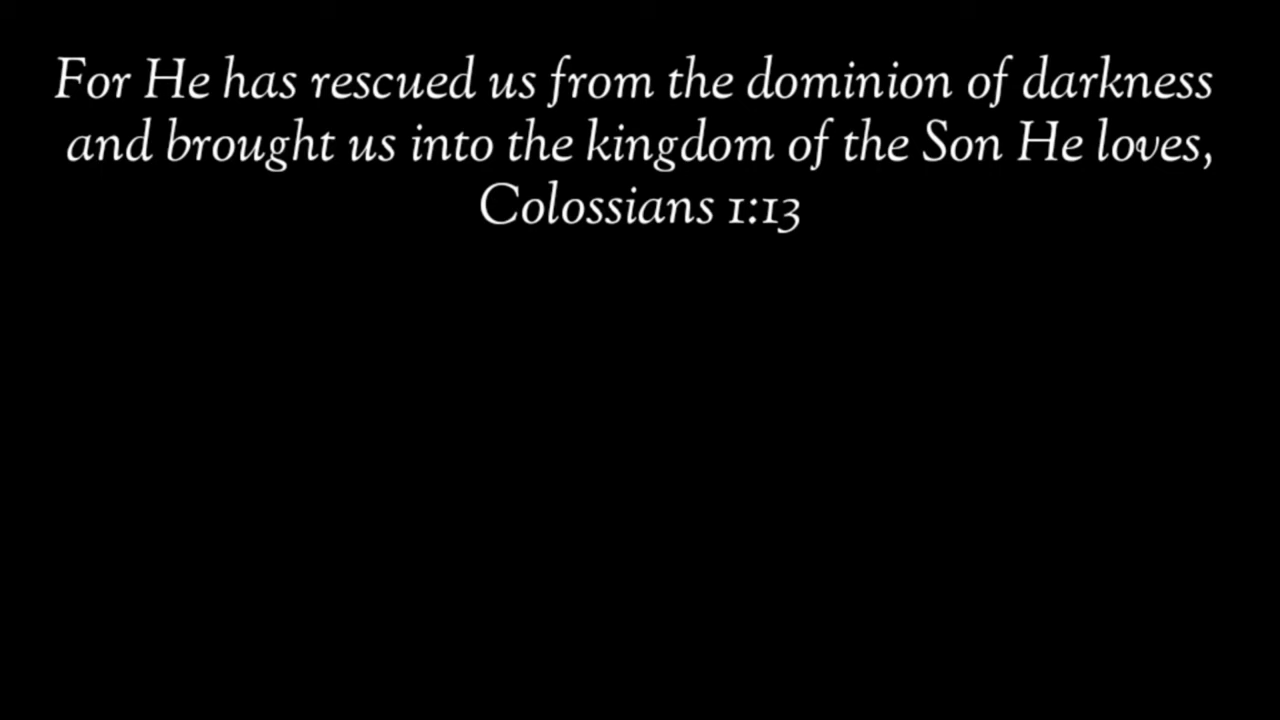 For He has rescued us from the dominion of darkness
and brought us into the kingdom of the Son He loves,
Colossians 1:13